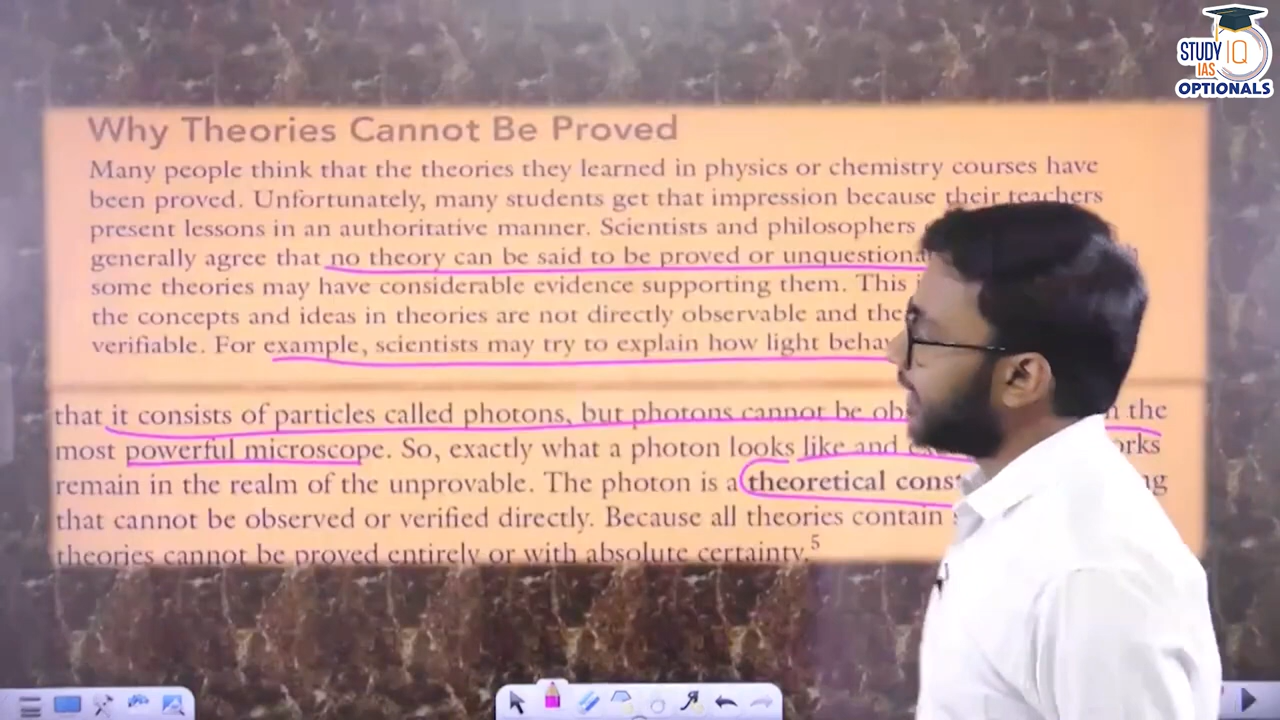 STUDY IQ
IAS
OPTIONALS
Why Theories Cannot Be Proved
Many people think that the theories they learned in physics or chemistry courses have
been proved. Unfortunately, many students get that impression because their teachers
present lessons in an authoritative manner. Scientists and philosophers
generally agree that no theory can be said to be proved or
some theories may have considerable evidence supporting them. This
the concepts and ideas in theories are not directly observable and
verifiable. For example, scientists may try to explain how light
that it consists of particles called photons, but photons cannot be the
most powerful microscope. So, exactly what a photon looks like and
remain in the realm of the unprovable. The photon is a theoretical
that cannot be observed or verified directly. Because all theories contain
theories cannot be proved entirely or with absolute certainty.5